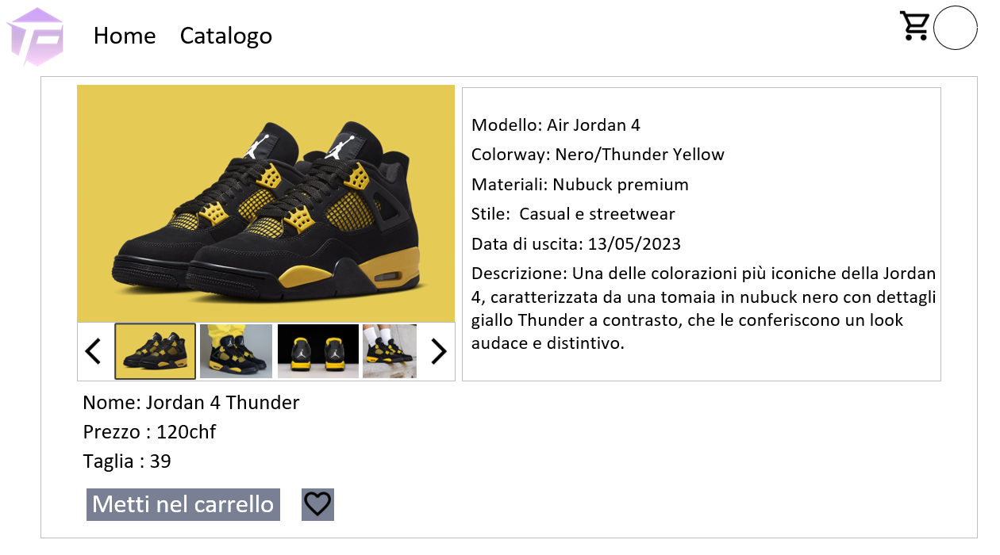 Home Catalogo
Modello: Air Jordan 4
Colorway: Nero/Thunder Yellow
Materiali: Nubuck premium
Stile:  Casual e streetwear
Data di uscita: 13/05/2023
Descrizione: Una delle colorazioni più iconiche della Jordan
4, caratterizzata da una tomaia in nubuck nero con dettagli
giallo Thunder a contrasto, che le conferiscono un look
audace e distintivo.
Nome: Jordan 4 Thunder
Prezzo : 120chf
Taglia : 39
Metti nel carrello